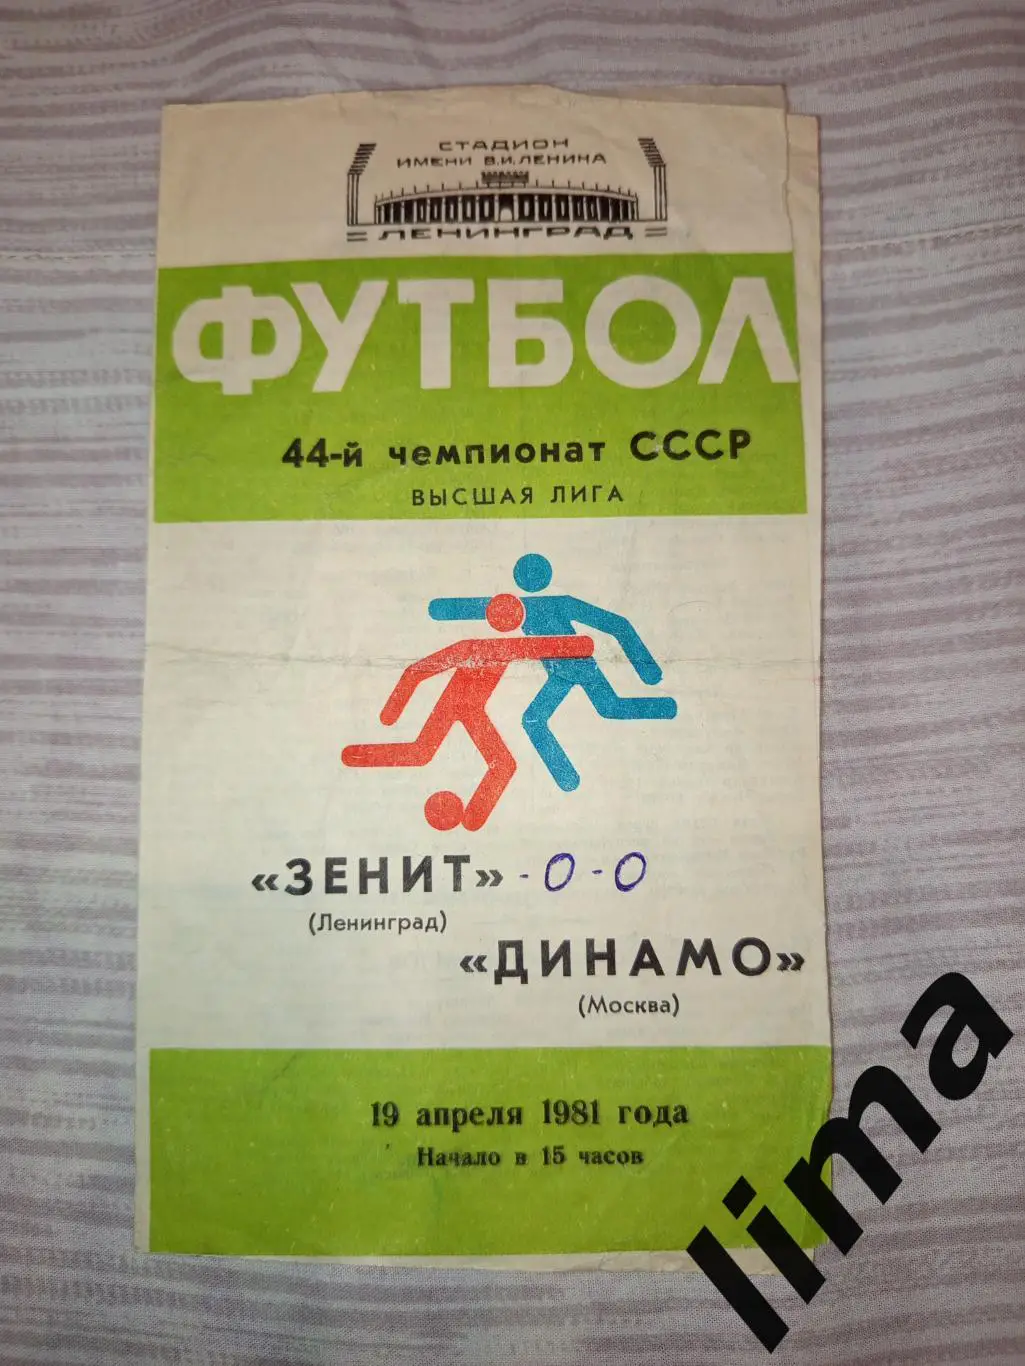 СТАДИОН
ИМЕНИ В.И.ЛЕНИНА
ЛЕНИНГРАД
ФУТБОЛ
44-й чемпионат СССР
ВЫСШАЯ ЛИГА
«ЗЕНИТ» - 0 - 0
(Ленинград)
«ДИНАМО»
(Москва)
19 апреля 1981 года
Начало в 15 часов
lima